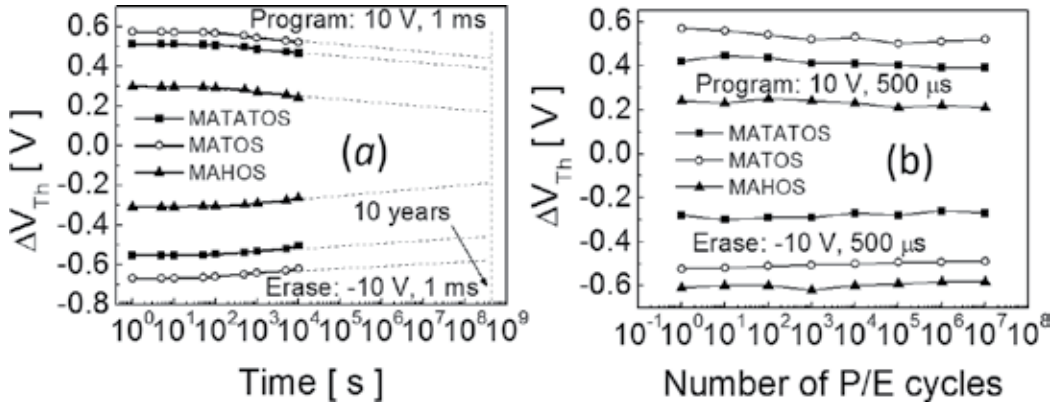 0.6
0.4
0.2
0.0
-0.2
-0.4
-0.6
-0.8
ΔV_Th [ V ]
Program: 10 V, 1 ms
MATATOS
MATOS
MAHOS
(a)
10 years
Erase: -10 V, 1 ms
10^0 10^1 10^2 10^3 10^4 10^5 10^6 10^7 10^8 10^9
Time [ s ]
0.6
0.4
0.2
0.0
-0.2
-0.4
-0.6
ΔV_Th [ V ]
Program: 10 V, 500 μs
MATATOS
MATOS
MAHOS
(b)
Erase: -10 V, 500 μs
10^-1 10^0 10^1 10^2 10^3 10^4 10^5 10^6 10^7 10^8
Number of P/E cycles